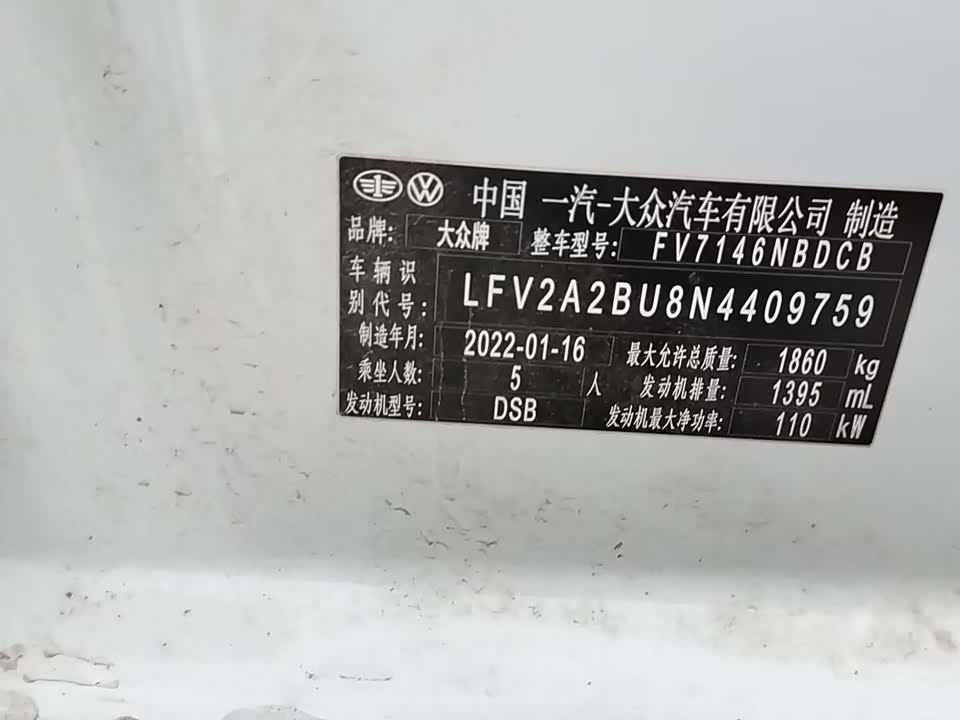 中国 一汽-大众汽车有限公司 制造
品牌: 大众牌 整车型号: FV7146NBDCB
车辆识
别代号: LFV2A2BU8N4409759
制造年月: 2022-01-16 最大允许总质量: 1860 kg
乘坐人数: 5 人 发动机排量: 1395 mL
发动机型号: DSB 发动机最大净功率: 110 kW